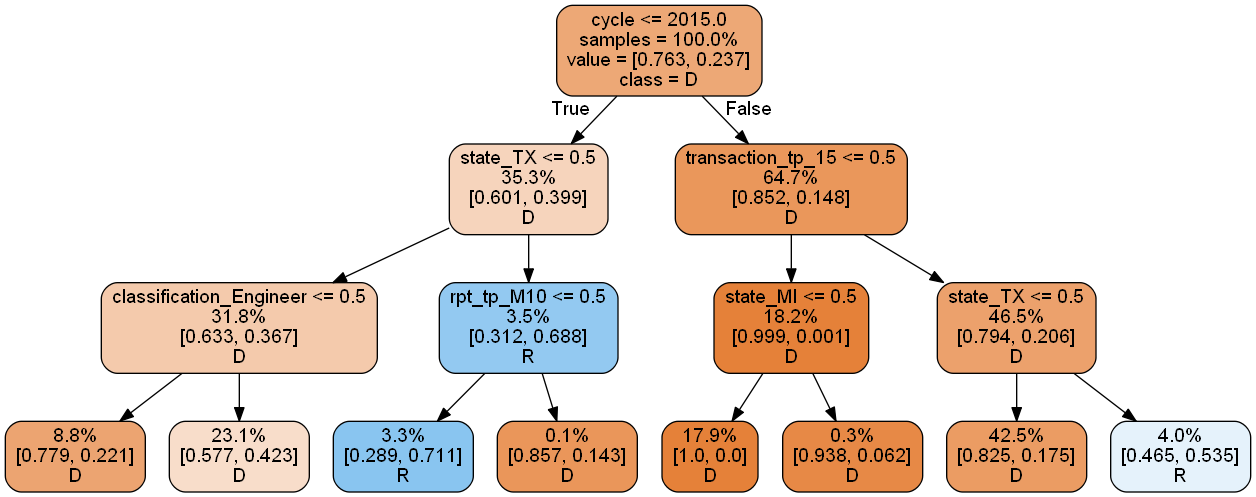 cycle <= 2015.0
samples = 100.0%
value = [0.763, 0.237]
class = D
True
False
state_TX <= 0.5
35.3%
[0.601, 0.399]
D
transaction_tp_15 <= 0.5
64.7%
[0.852, 0.148]
D
classification_Engineer <= 0.5
31.8%
[0.633, 0.367]
D
rpt_tp_M10 <= 0.5
3.5%
[0.312, 0.688]
R
state_MI <= 0.5
18.2%
[0.999, 0.001]
D
state_TX <= 0.5
46.5%
[0.794, 0.206]
D
8.8%
[0.779, 0.221]
D
23.1%
[0.577, 0.423]
D
3.3%
[0.289, 0.711]
R
0.1%
[0.857, 0.143]
D
17.9%
[1.0, 0.0]
D
0.3%
[0.938, 0.062]
D
42.5%
[0.825, 0.175]
D
4.0%
[0.465, 0.535]
R